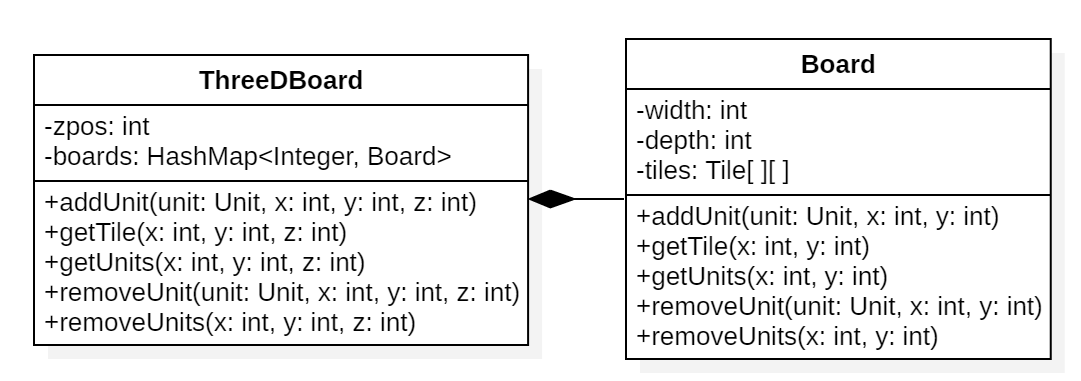 ThreeDBoard
-zpos: int
-boards: HashMap<Integer, Board>
+addUnit(unit: Unit, x: int, y: int, z: int)
+getTile(x: int, y: int, z: int)
+getUnits(x: int, y: int, z: int)
+removeUnit(unit: Unit, x: int, y: int, z: int)
+removeUnits(x: int, y: int, z: int)
Board
-width: int
-depth: int
-tiles: Tile[ ][ ]
+addUnit(unit: Unit, x: int, y: int)
+getTile(x: int, y: int)
+getUnits(x: int, y: int)
+removeUnit(unit: Unit, x: int, y: int)
+removeUnits(x: int, y: int)